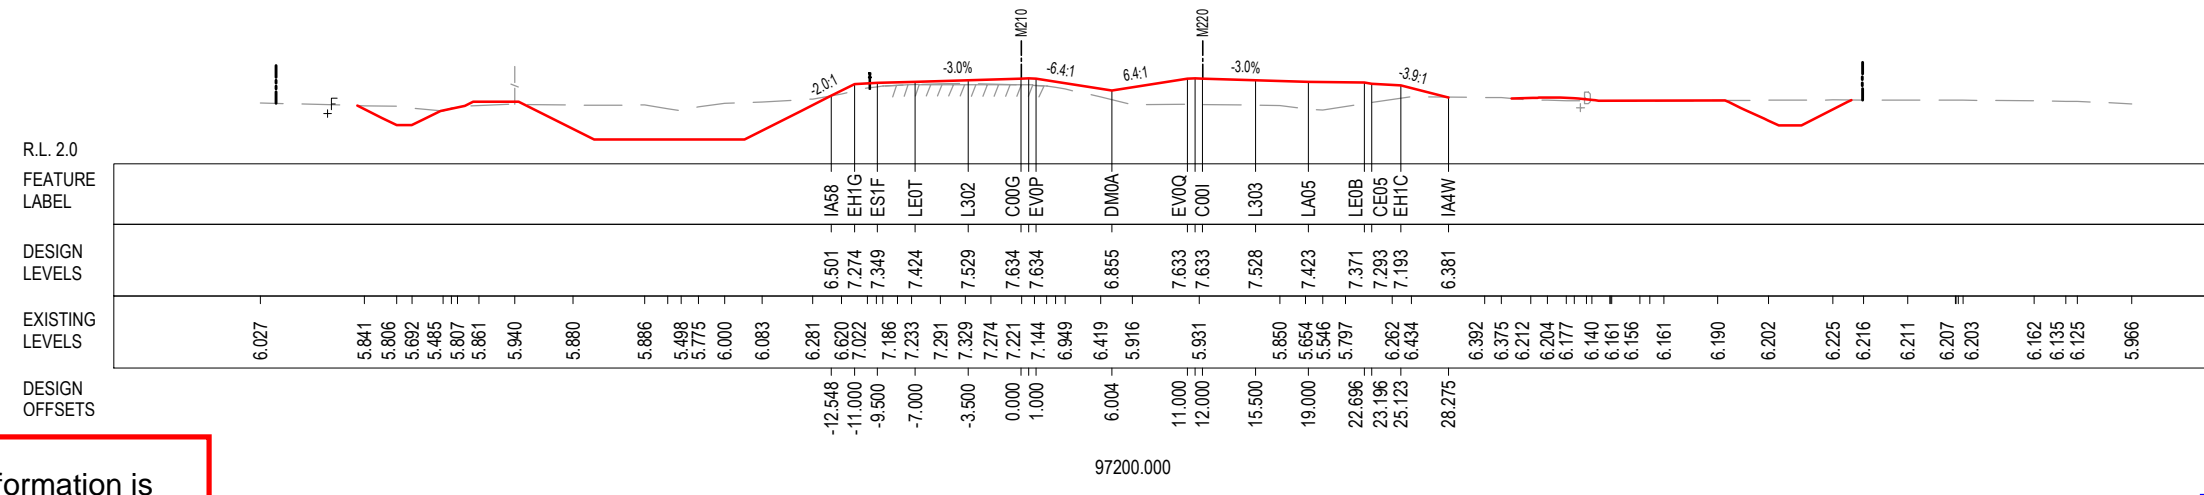 M210
M220
-2.0:1
-3.0%
-6.4:1
6.4:1
-3.0%
-3.9:1
F
B
R.L. 2.0
FEATURE
LABEL
IA58 EH1G ES1F LE0T L302 C00G EV0P DM0A EV0Q C00I L303 LA05 LE0B CE05 EH1C IA4W
DESIGN
LEVELS
6.501 7.274 7.349 7.424 7.529 7.634 7.634 6.855 7.633 7.633 7.528 7.423 7.371 7.293 7.193 6.381
EXISTING
LEVELS
6.027 5.841 5.806 5.692 5.485 5.807 5.861 5.940 5.880 5.886 5.498 5.775 6.000 6.083 6.281 6.620 7.022 7.186 7.233 7.291 7.329 7.274 7.221 7.144 6.949 6.419 5.916 5.931 5.850 5.654 5.546 5.797 6.262 6.434 6.392 6.375 6.212 6.204 6.177 6.140 6.161 6.156 6.161 6.190 6.202 6.225 6.216 6.211 6.207 6.203 6.162 6.135 6.125 5.966
DESIGN
OFFSETS
-12.548 -11.000 -9.500 -7.000 -3.500 0.000 1.000 6.004 11.000 12.000 15.500 19.000 22.696 23.196 25.123 28.275
97200.000
formation is